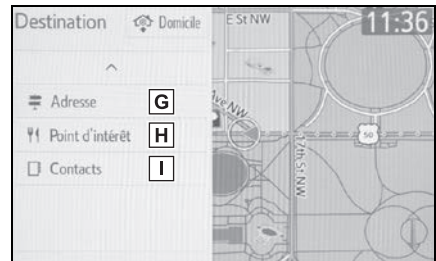 Destination
Domicile
E St NW
11:36
Adresse
G
Point d'intérêt
H
Contacts
I
Ave NW
50
17th St NW